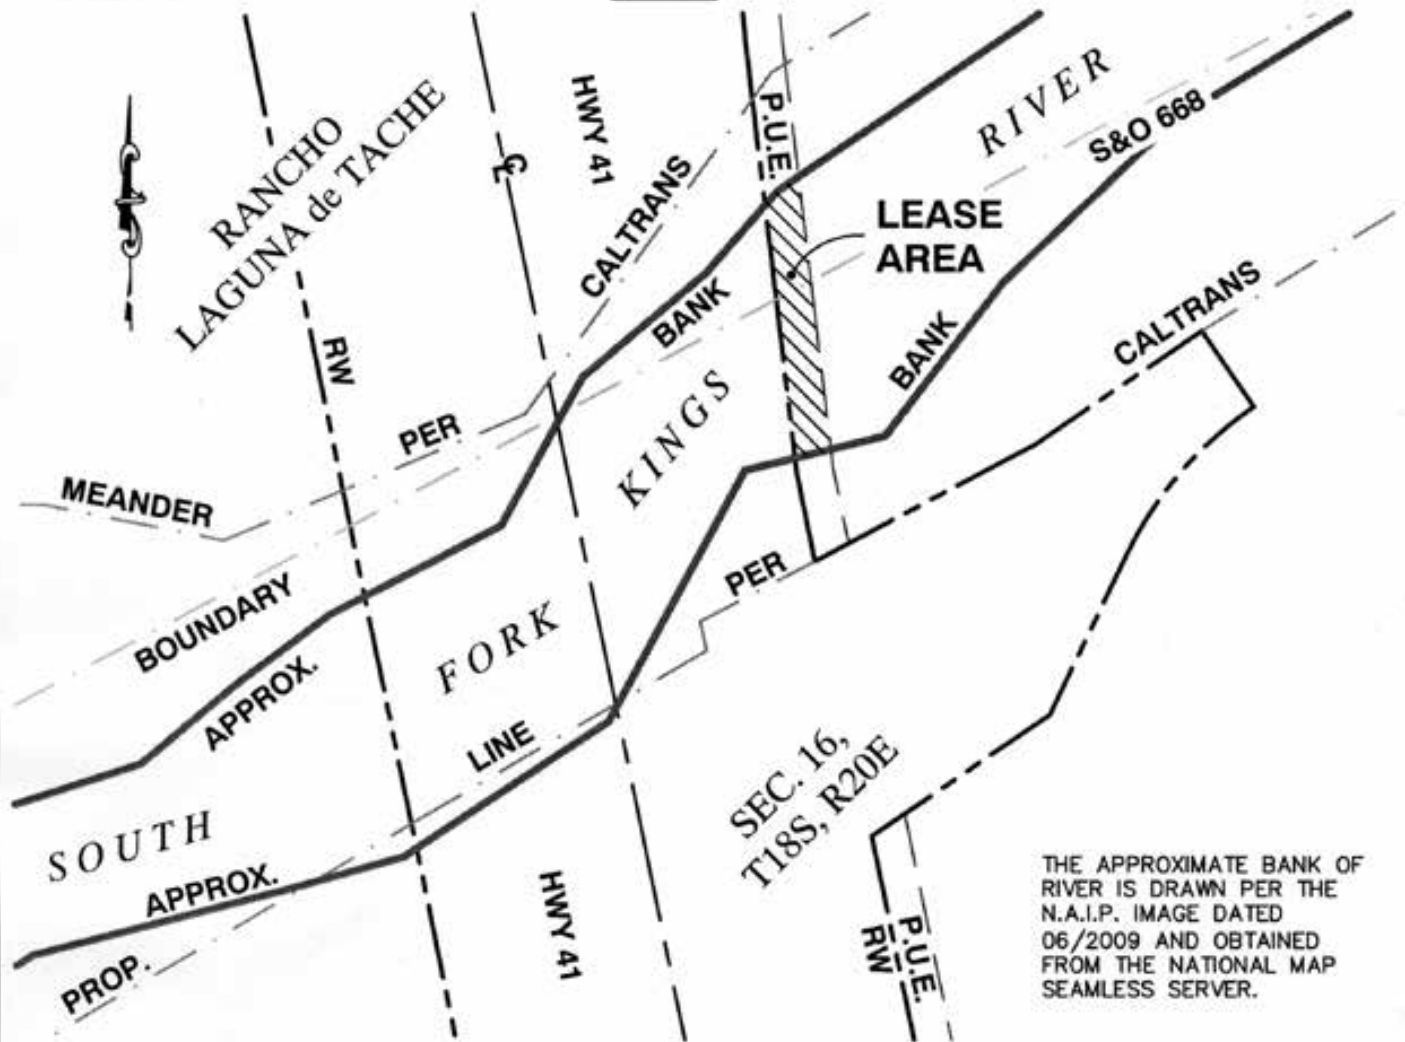 RANCHO
LAGUNA de TACHE
HWY 41
CALTRANS
P.U.E.
RIVER
S&O 668
LEASE
AREA
BANK
BANK
CALTRANS
RW
PER
KINGS
MEANDER
PER
BOUNDARY
FORK
APPROX.
LINE
SEC. 16,
T18S, R20E
SOUTH
APPROX.
PROP.
HWY 41
P.U.E.
RW
THE APPROXIMATE BANK OF
RIVER IS DRAWN PER THE
N.A.I.P. IMAGE DATED
06/2009 AND OBTAINED
FROM THE NATIONAL MAP
SEAMLESS SERVER.